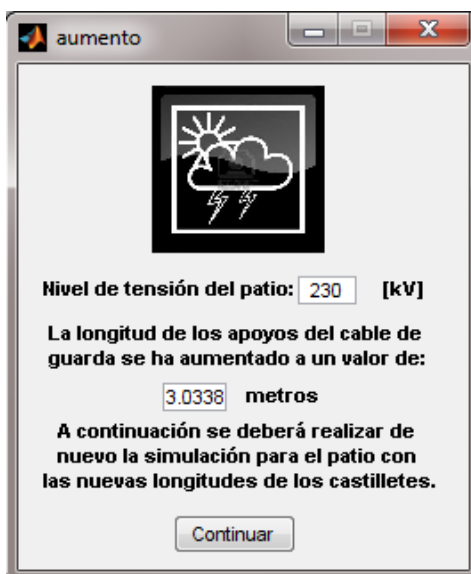 aumento
Nivel de tensión del patio: 230 [kV]
La longitud de los apoyos del cable de
guarda se ha aumentado a un valor de:
3.0338 metros
A continuación se deberá realizar de
nuevo la simulación para el patio con
las nuevas longitudes de los castilletes.
Continuar